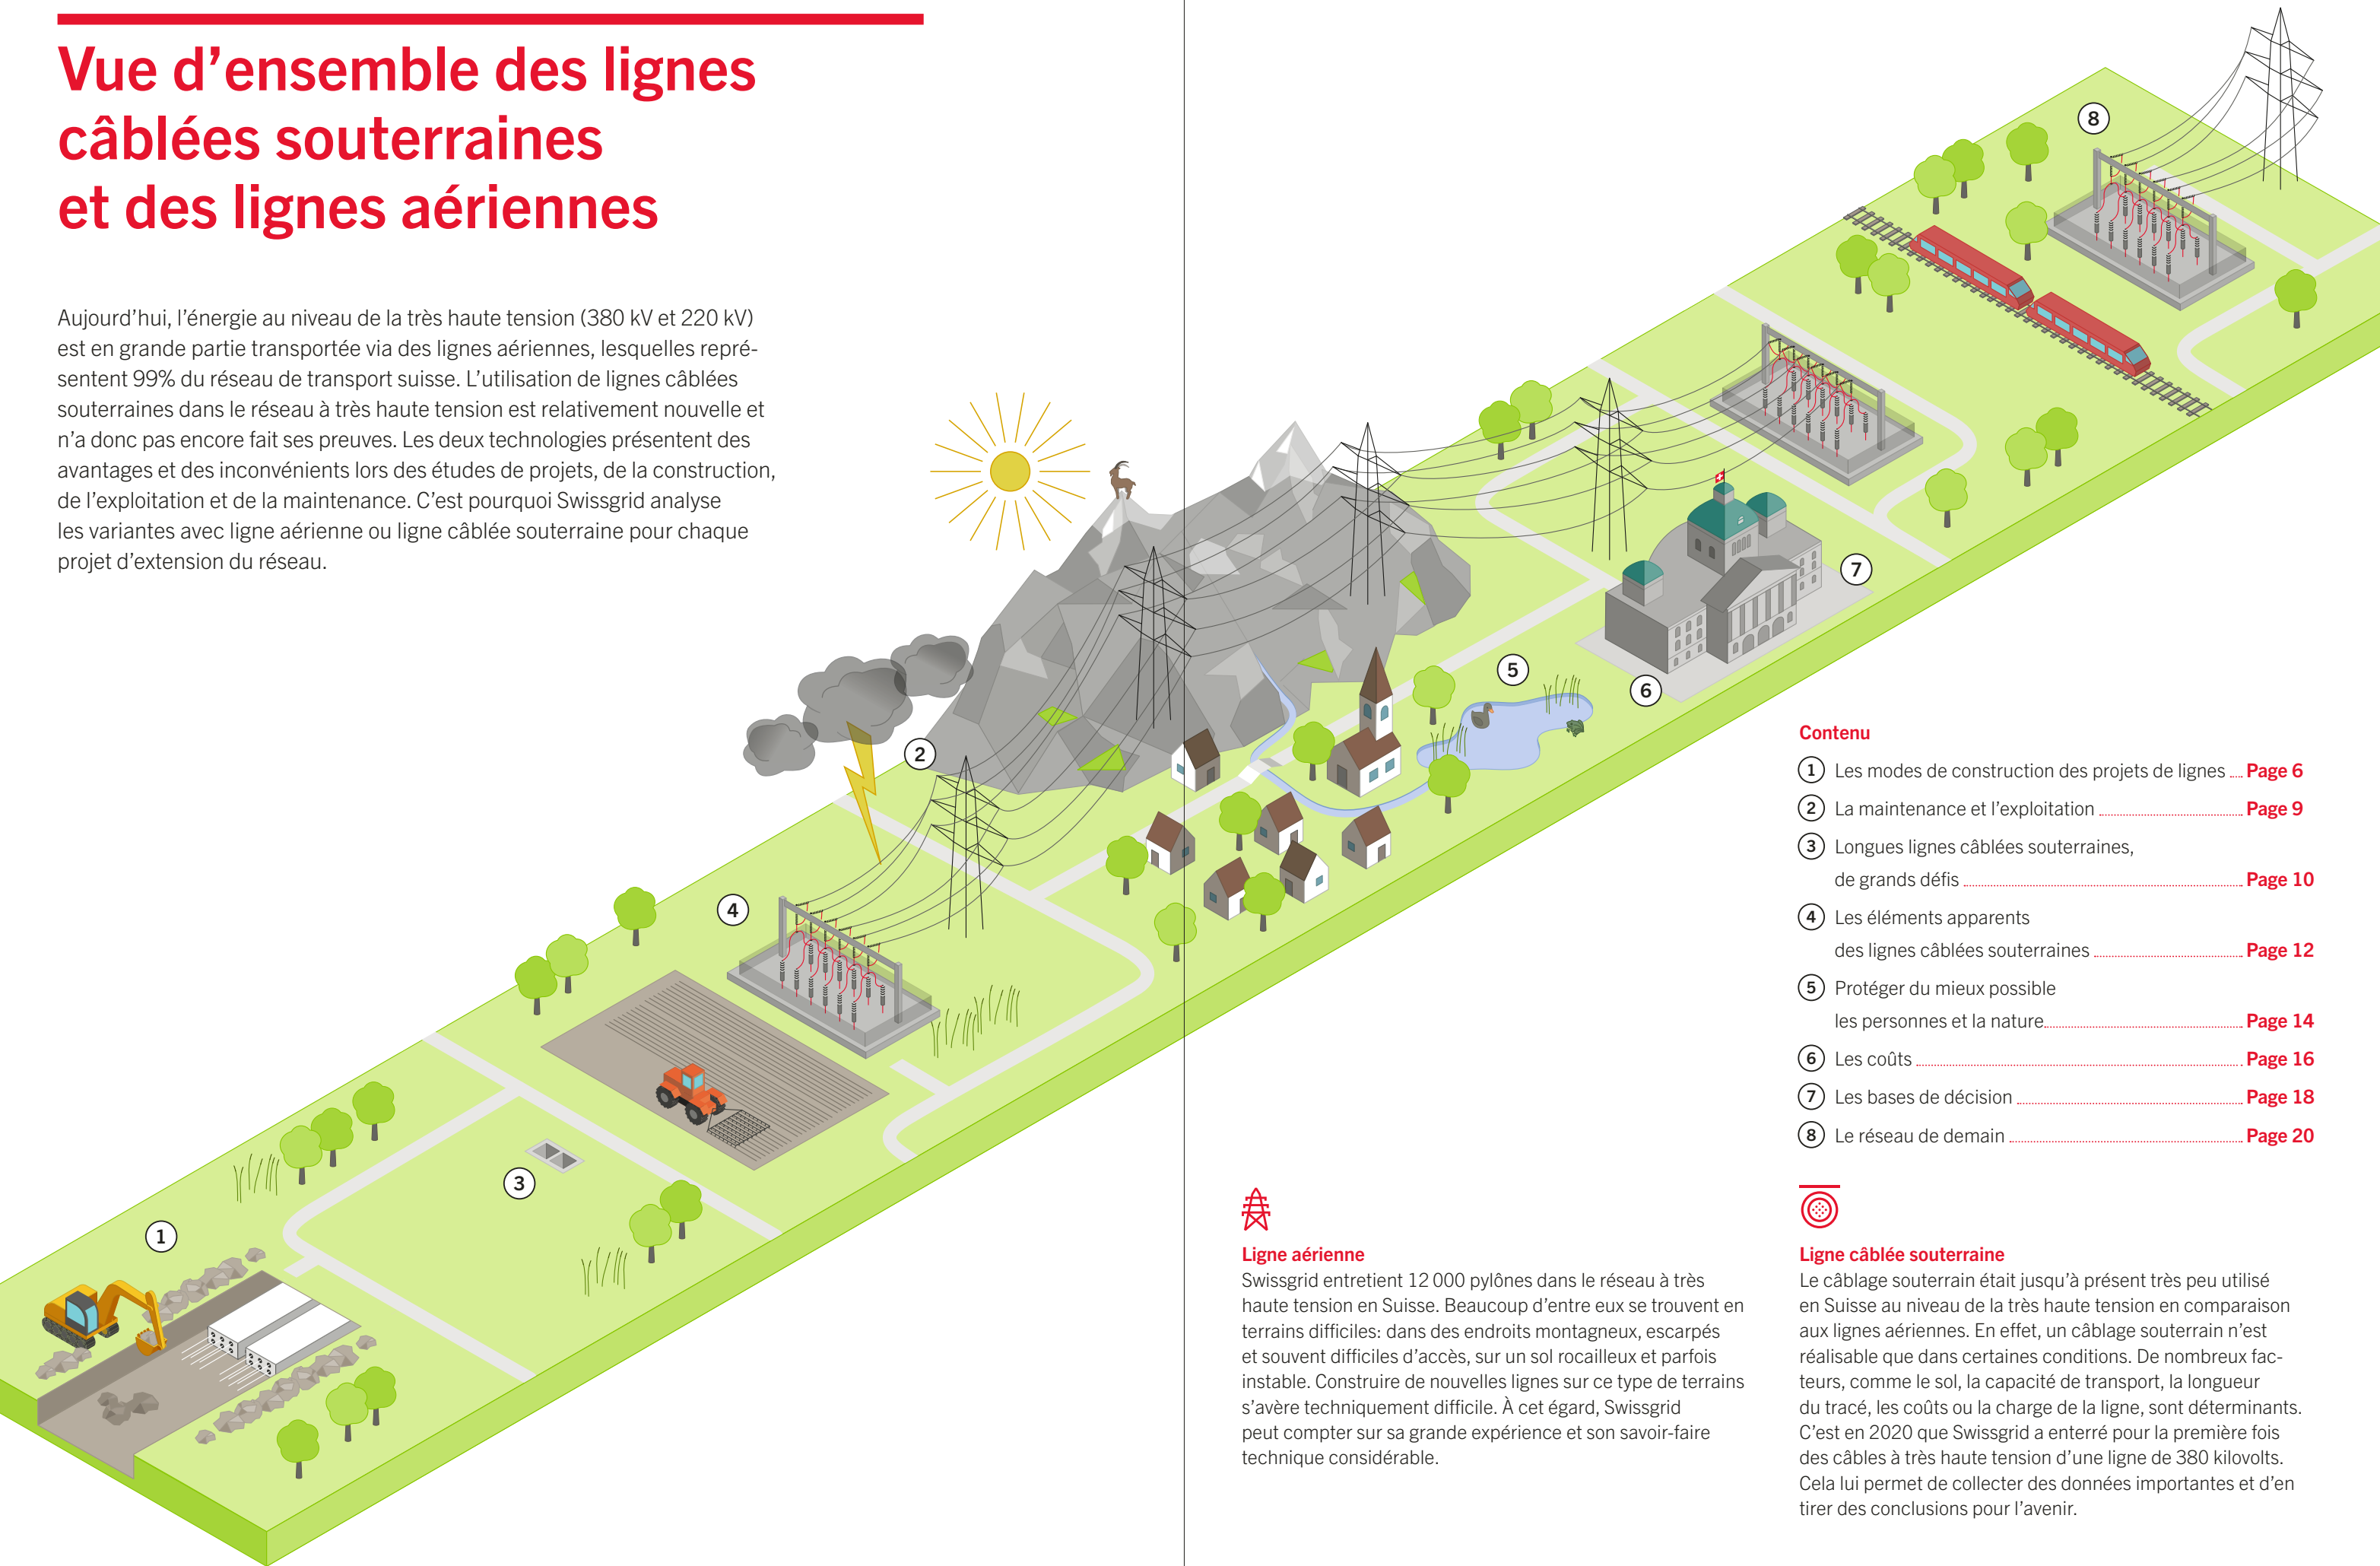 Vue d’ensemble des lignes
câblées souterraines
et des lignes aériennes
Aujourd’hui, l’énergie au niveau de la très haute tension (380 kV et 220 kV)
est en grande partie transportée via des lignes aériennes, lesquelles repré-
sentent 99% du réseau de transport suisse. L’utilisation de lignes câblées
souterraines dans le réseau à très haute tension est relativement nouvelle et
n’a donc pas encore fait ses preuves. Les deux technologies présentent des
avantages et des inconvénients lors des études de projets, de la construction,
de l’exploitation et de la maintenance. C’est pourquoi Swissgrid analyse
les variantes avec ligne aérienne ou ligne câblée souterraine pour chaque
projet d’extension du réseau.
1
2
3
4
5
6
7
8
Contenu
1 Les modes de construction des projets de lignes Page 6
2 La maintenance et l’exploitation Page 9
3 Longues lignes câblées souterraines,
de grands défis Page 10
4 Les éléments apparents
des lignes câblées souterraines Page 12
5 Protéger du mieux possible
les personnes et la nature Page 14
6 Les coûts Page 16
7 Les bases de décision Page 18
8 Le réseau de demain Page 20
Ligne aérienne
Swissgrid entretient 12 000 pylônes dans le réseau à très
haute tension en Suisse. Beaucoup d’entre eux se trouvent en
terrains difficiles: dans des endroits montagneux, escarpés
et souvent difficiles d’accès, sur un sol rocailleux et parfois
instable. Construire de nouvelles lignes sur ce type de terrains
s’avère techniquement difficile. À cet égard, Swissgrid
peut compter sur sa grande expérience et son savoir-faire
technique considérable.
Ligne câblée souterraine
Le câblage souterrain était jusqu’à présent très peu utilisé
en Suisse au niveau de la très haute tension en comparaison
aux lignes aériennes. En effet, un câblage souterrain n’est
réalisable que dans certaines conditions. De nombreux fac-
teurs, comme le sol, la capacité de transport, la longueur
du tracé, les coûts ou la charge de la ligne, sont déterminants.
C’est en 2020 que Swissgrid a enterré pour la première fois
des câbles à très haute tension d’une ligne de 380 kilovolts.
Cela lui permet de collecter des données importantes et d’en
tirer des conclusions pour l’avenir.